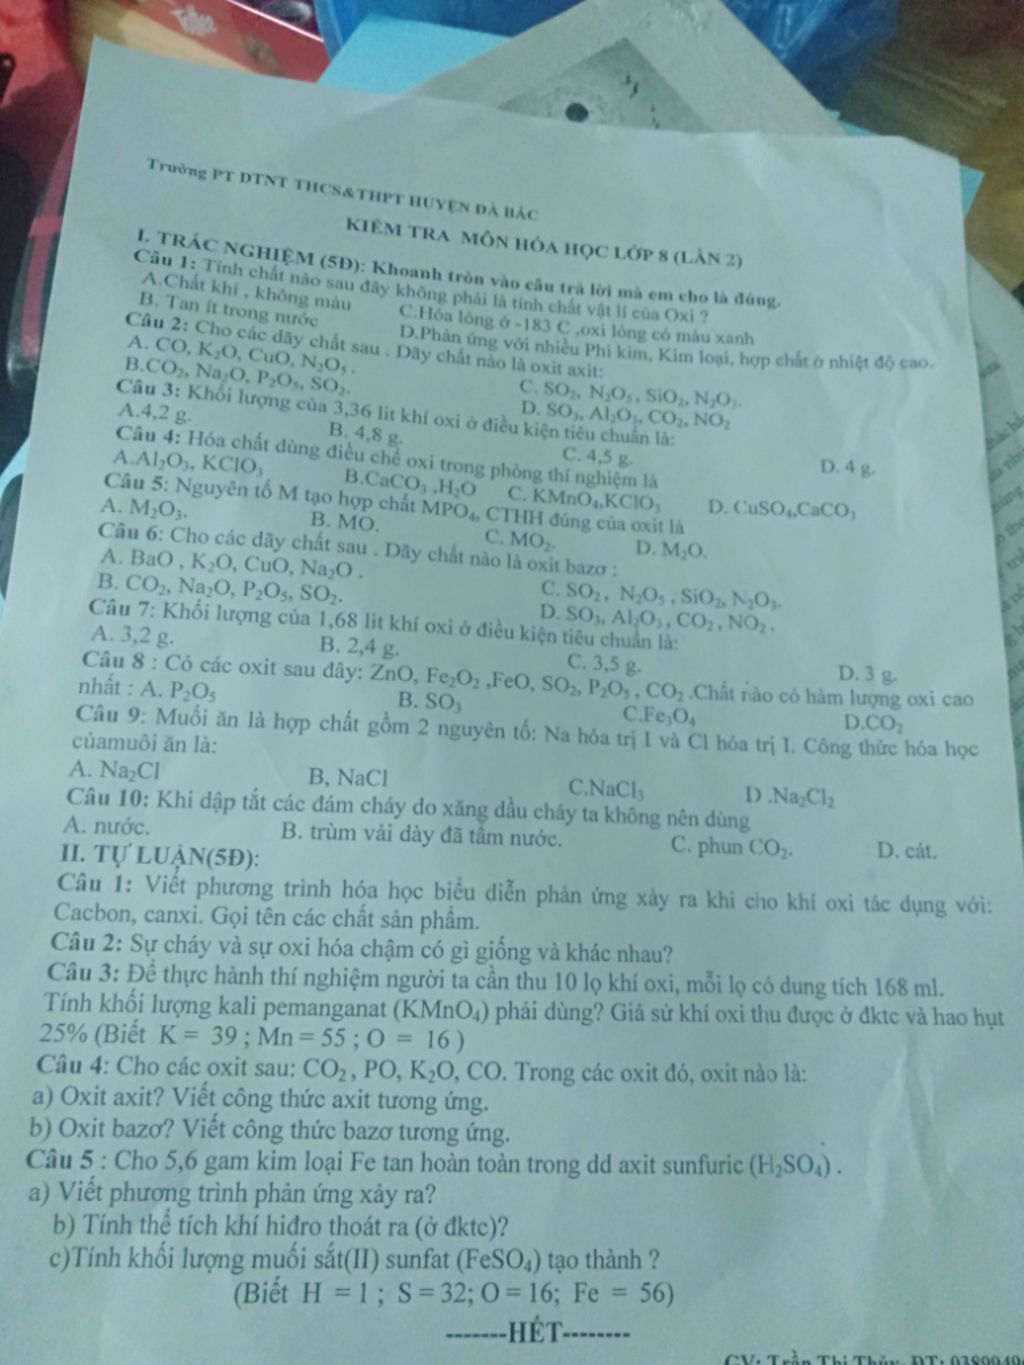 Toffee
Trường PT DTNT THCS&THPT HUYỆN ĐÀ BẮC
KIỂM TRA MÔN HÓA HỌC LỚP 8 (LẦN 2)
I. TRẮC NGHIỆM (5Đ): Khoanh tròn vào câu trả lời mà em cho là đúng.
Câu 1: Tính chất nào sau đây không phải là tính chất vật lí của Oxi ?
A.Chất khí , không màu C.Hóa lỏng ở -183 C ,oxi lỏng có màu xanh
B. Tan ít trong nước D.Phản ứng với nhiều Phi kim, Kim loại, hợp chất ở nhiệt độ cao.
Câu 2: Cho các dãy chất sau . Dãy chất nào là oxit axit:
A. CO, K₂O, CuO, N₂O₅ . C. SO₂, N₂O₅ , SiO₂, N₂O₃.
B.CO₂, Na₂O, P₂O₅, SO₂. D. SO₃, Al₂O₃, CO₂, NO₂
Câu 3: Khối lượng của 3,36 lit khí oxi ở điều kiện tiêu chuẩn là:
A.4,2 g. B. 4,8 g. C. 4,5 g. D. 4 g.
Câu 4: Hóa chất dùng điều chế oxi trong phòng thí nghiệm là
A.Al₂O₃, KClO₃ B.CaCO₃ ,H₂O C. KMnO₄,KClO₃ D. CuSO₄,CaCO₃
Câu 5: Nguyên tố M tạo hợp chất MPO₄, CTHH đúng của oxit là
A. M₂O₃. B. MO. C. MO₂. D. M₂O.
Câu 6: Cho các dãy chất sau . Dãy chất nào là oxit bazơ :
A. BaO , K₂O, CuO, Na₂O . C. SO₂ , N₂O₅ , SiO₂, N₂O₃.
B. CO₂, Na₂O, P₂O₅, SO₂. D. SO₃, Al₂O₃ , CO₂ , NO₂ .
Câu 7: Khối lượng của 1,68 lit khí oxi ở điều kiện tiêu chuẩn là:
A. 3,2 g. B. 2,4 g. C. 3,5 g. D. 3 g.
Câu 8 : Có các oxit sau đây: ZnO, Fe₂O₂ ,FeO, SO₂, P₂O₅ , CO₂ .Chất nào có hàm lượng oxi cao
nhất : A. P₂O₅ B. SO₃ C.Fe₃O₄ D.CO₂
Câu 9: Muối ăn là hợp chất gồm 2 nguyên tố: Na hóa trị I và Cl hóa trị I. Công thức hóa học
củamuôi ăn là:
A. Na₂Cl B, NaCl C.NaCl₃ D .Na₂Cl₂
Câu 10: Khi dập tắt các đám cháy do xăng dầu cháy ta không nên dùng
A. nước. B. trùm vải dày đã tẩm nước. C. phun CO₂. D. cát.
II. TỰ LUẬN(5Đ):
Câu 1: Viết phương trình hóa học biểu diễn phản ứng xảy ra khi cho khí oxi tác dụng với:
Cacbon, canxi. Gọi tên các chất sản phẩm.
Câu 2: Sự cháy và sự oxi hóa chậm có gì giống và khác nhau?
Câu 3: Để thực hành thí nghiệm người ta cần thu 10 lọ khí oxi, mỗi lọ có dung tích 168 ml.
Tính khối lượng kali pemanganat (KMnO₄) phải dùng? Giả sử khí oxi thu được ở đktc và hao hụt
25% (Biết K = 39 ; Mn = 55 ; O = 16 )
Câu 4: Cho các oxit sau: CO₂ , PO, K₂O, CO. Trong các oxit đó, oxit nào là:
a) Oxit axit? Viết công thức axit tương ứng.
b) Oxit bazơ? Viết công thức bazơ tương ứng.
Câu 5 : Cho 5,6 gam kim loại Fe tan hoàn toàn trong dd axit sunfuric (H₂SO₄) .
a) Viết phương trình phản ứng xảy ra?
b) Tính thể tích khí hiđro thoát ra (ở đktc)?
c)Tính khối lượng muối sắt(II) sunfat (FeSO₄) tạo thành ?
(Biết H = 1 ; S = 32; O = 16; Fe = 56)
-------HẾT--------
GV: Trần Thị Thủy ĐT: